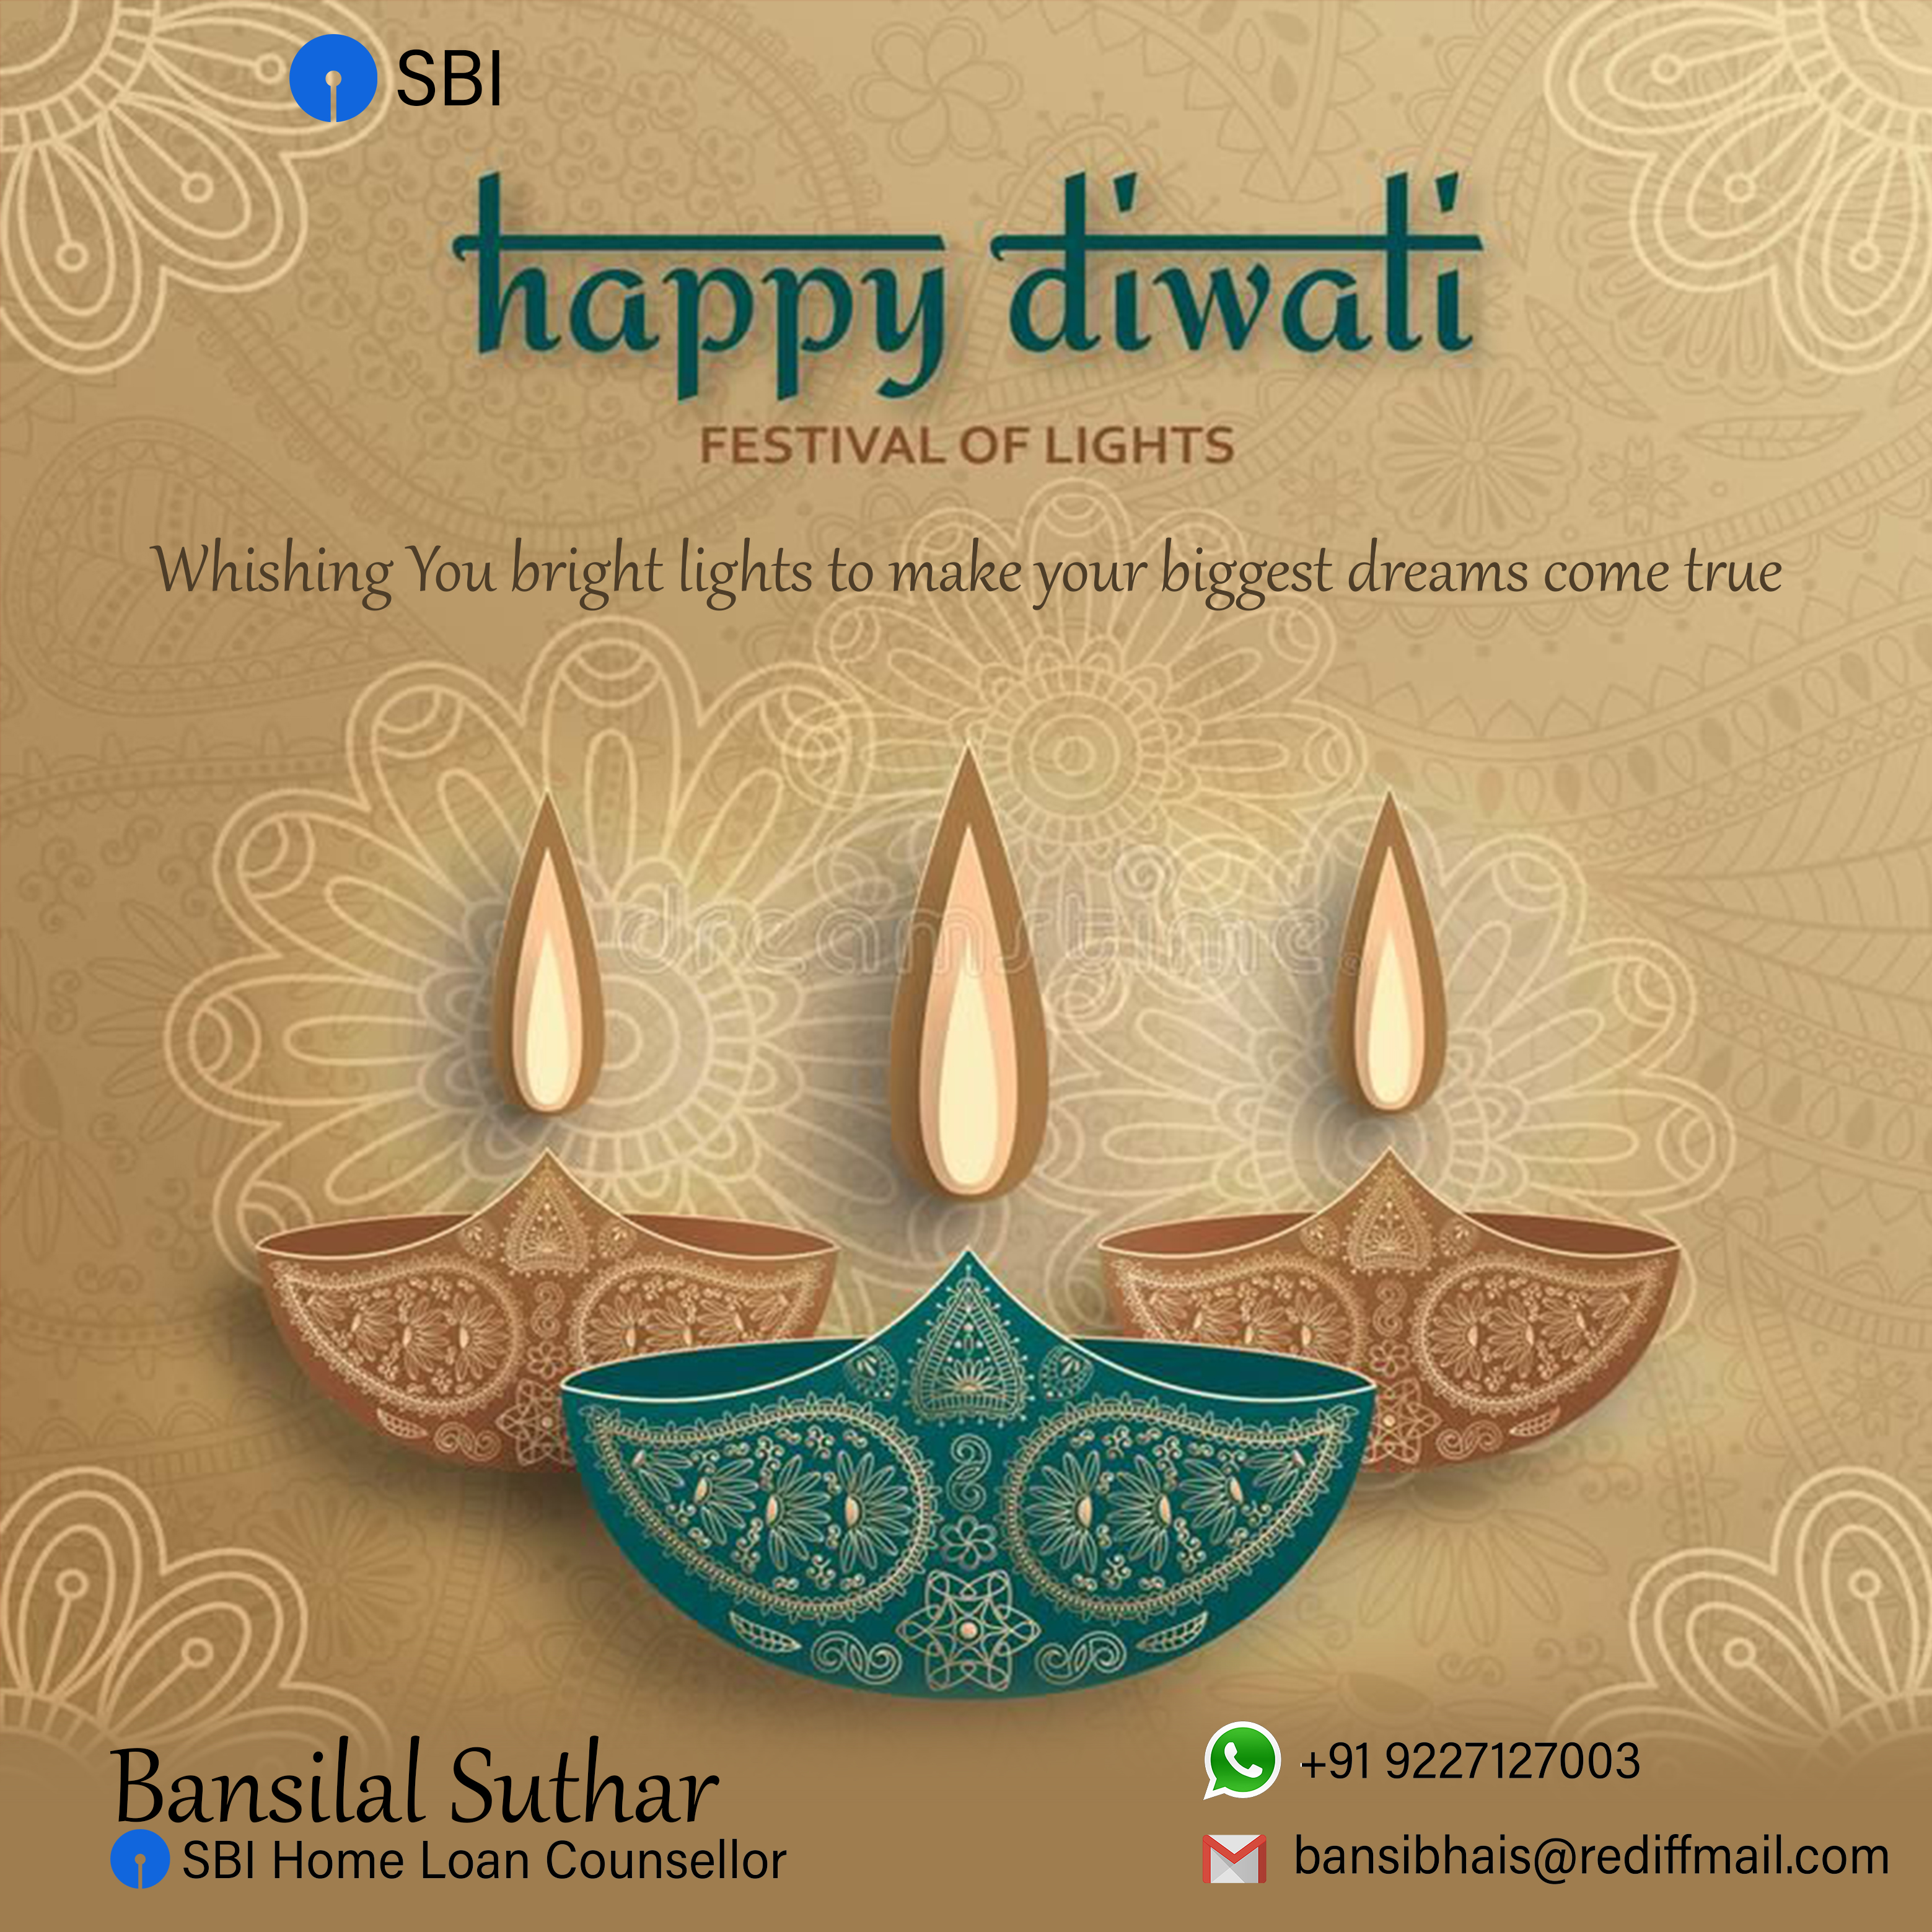 SBI
happy diwali
FESTIVAL OF LIGHTS
Whishing You bright lights to make your biggest dreams come true
dreamstime.
Bansilal Suthar
SBI Home Loan Counsellor
+91 9227127003
bansibhais@rediffmail.com